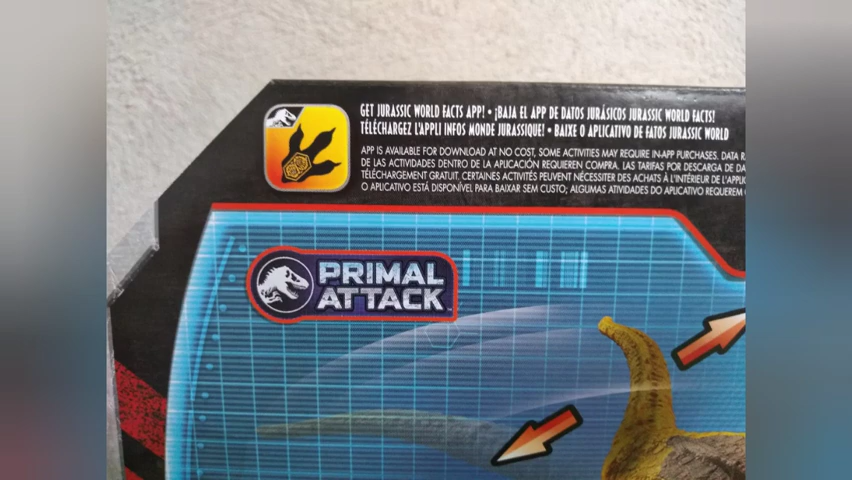 GET JURASSIC WORLD FACTS APP! • ¡BAJA EL APP DE DATOS JURÁSICOS JURASSIC WORLD FACTS!
TÉLÉCHARGEZ L'APPLI INFOS MONDE JURASSIQUE! • BAIXE O APLICATIVO DE FATOS JURASSIC WORLD
APP IS AVAILABLE FOR DOWNLOAD AT NO COST, SOME ACTIVITIES MAY REQUIRE IN-APP PURCHASES. DATA
DE LAS ACTIVIDADES DENTRO DE LA APLICACIÓN REQUIEREN COMPRA. LAS TARIFAS POR DESCARGA DE
TÉLÉCHARGEMENT GRATUIT. CERTAINES ACTIVITÉS PEUVENT NÉCESSITER DES ACHATS À L'INTÉRIEUR DE
O APLICATIVO ESTÁ DISPONÍVEL PARA BAIXAR SEM CUSTO; ALGUMAS ATIVIDADES DO APLICATIVO REQUEREM
PRIMAL
ATTACK